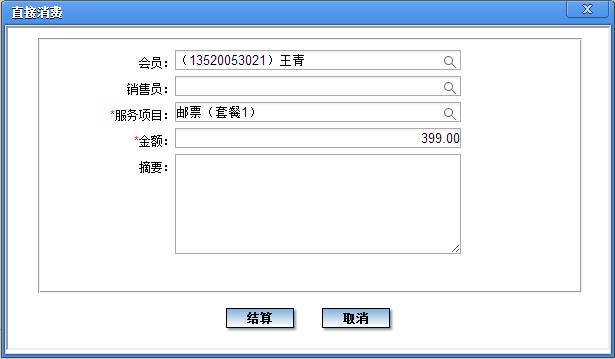 直接消费
会员：（13520053021）王青
销售员：
*服务项目：邮票（套餐1）
*金额：399.00
摘要：
结算 取消